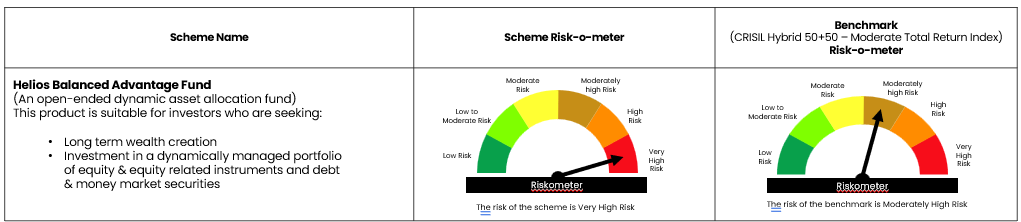 Scheme Name
Scheme Risk-o-meter
Benchmark
(CRISIL Hybrid 50+50 – Moderate Total Return Index)
Risk-o-meter
Helios Balanced Advantage Fund
(An open-ended dynamic asset allocation fund)
This product is suitable for investors who are seeking:
• Long term wealth creation
• Investment in a dynamically managed portfolio
of equity & equity related instruments and debt
& money market securities
Moderate
Risk
Moderately
high Risk
Low to
Moderate Risk
High
Risk
Low Risk
Very
High
Risk
Riskometer
The risk of the scheme is Very High Risk
Moderate
Risk
Moderately
high Risk
Low to
Moderate Risk
High
Risk
Low
Risk
Very
High
Risk
Riskometer
The risk of the benchmark is Moderately High Risk